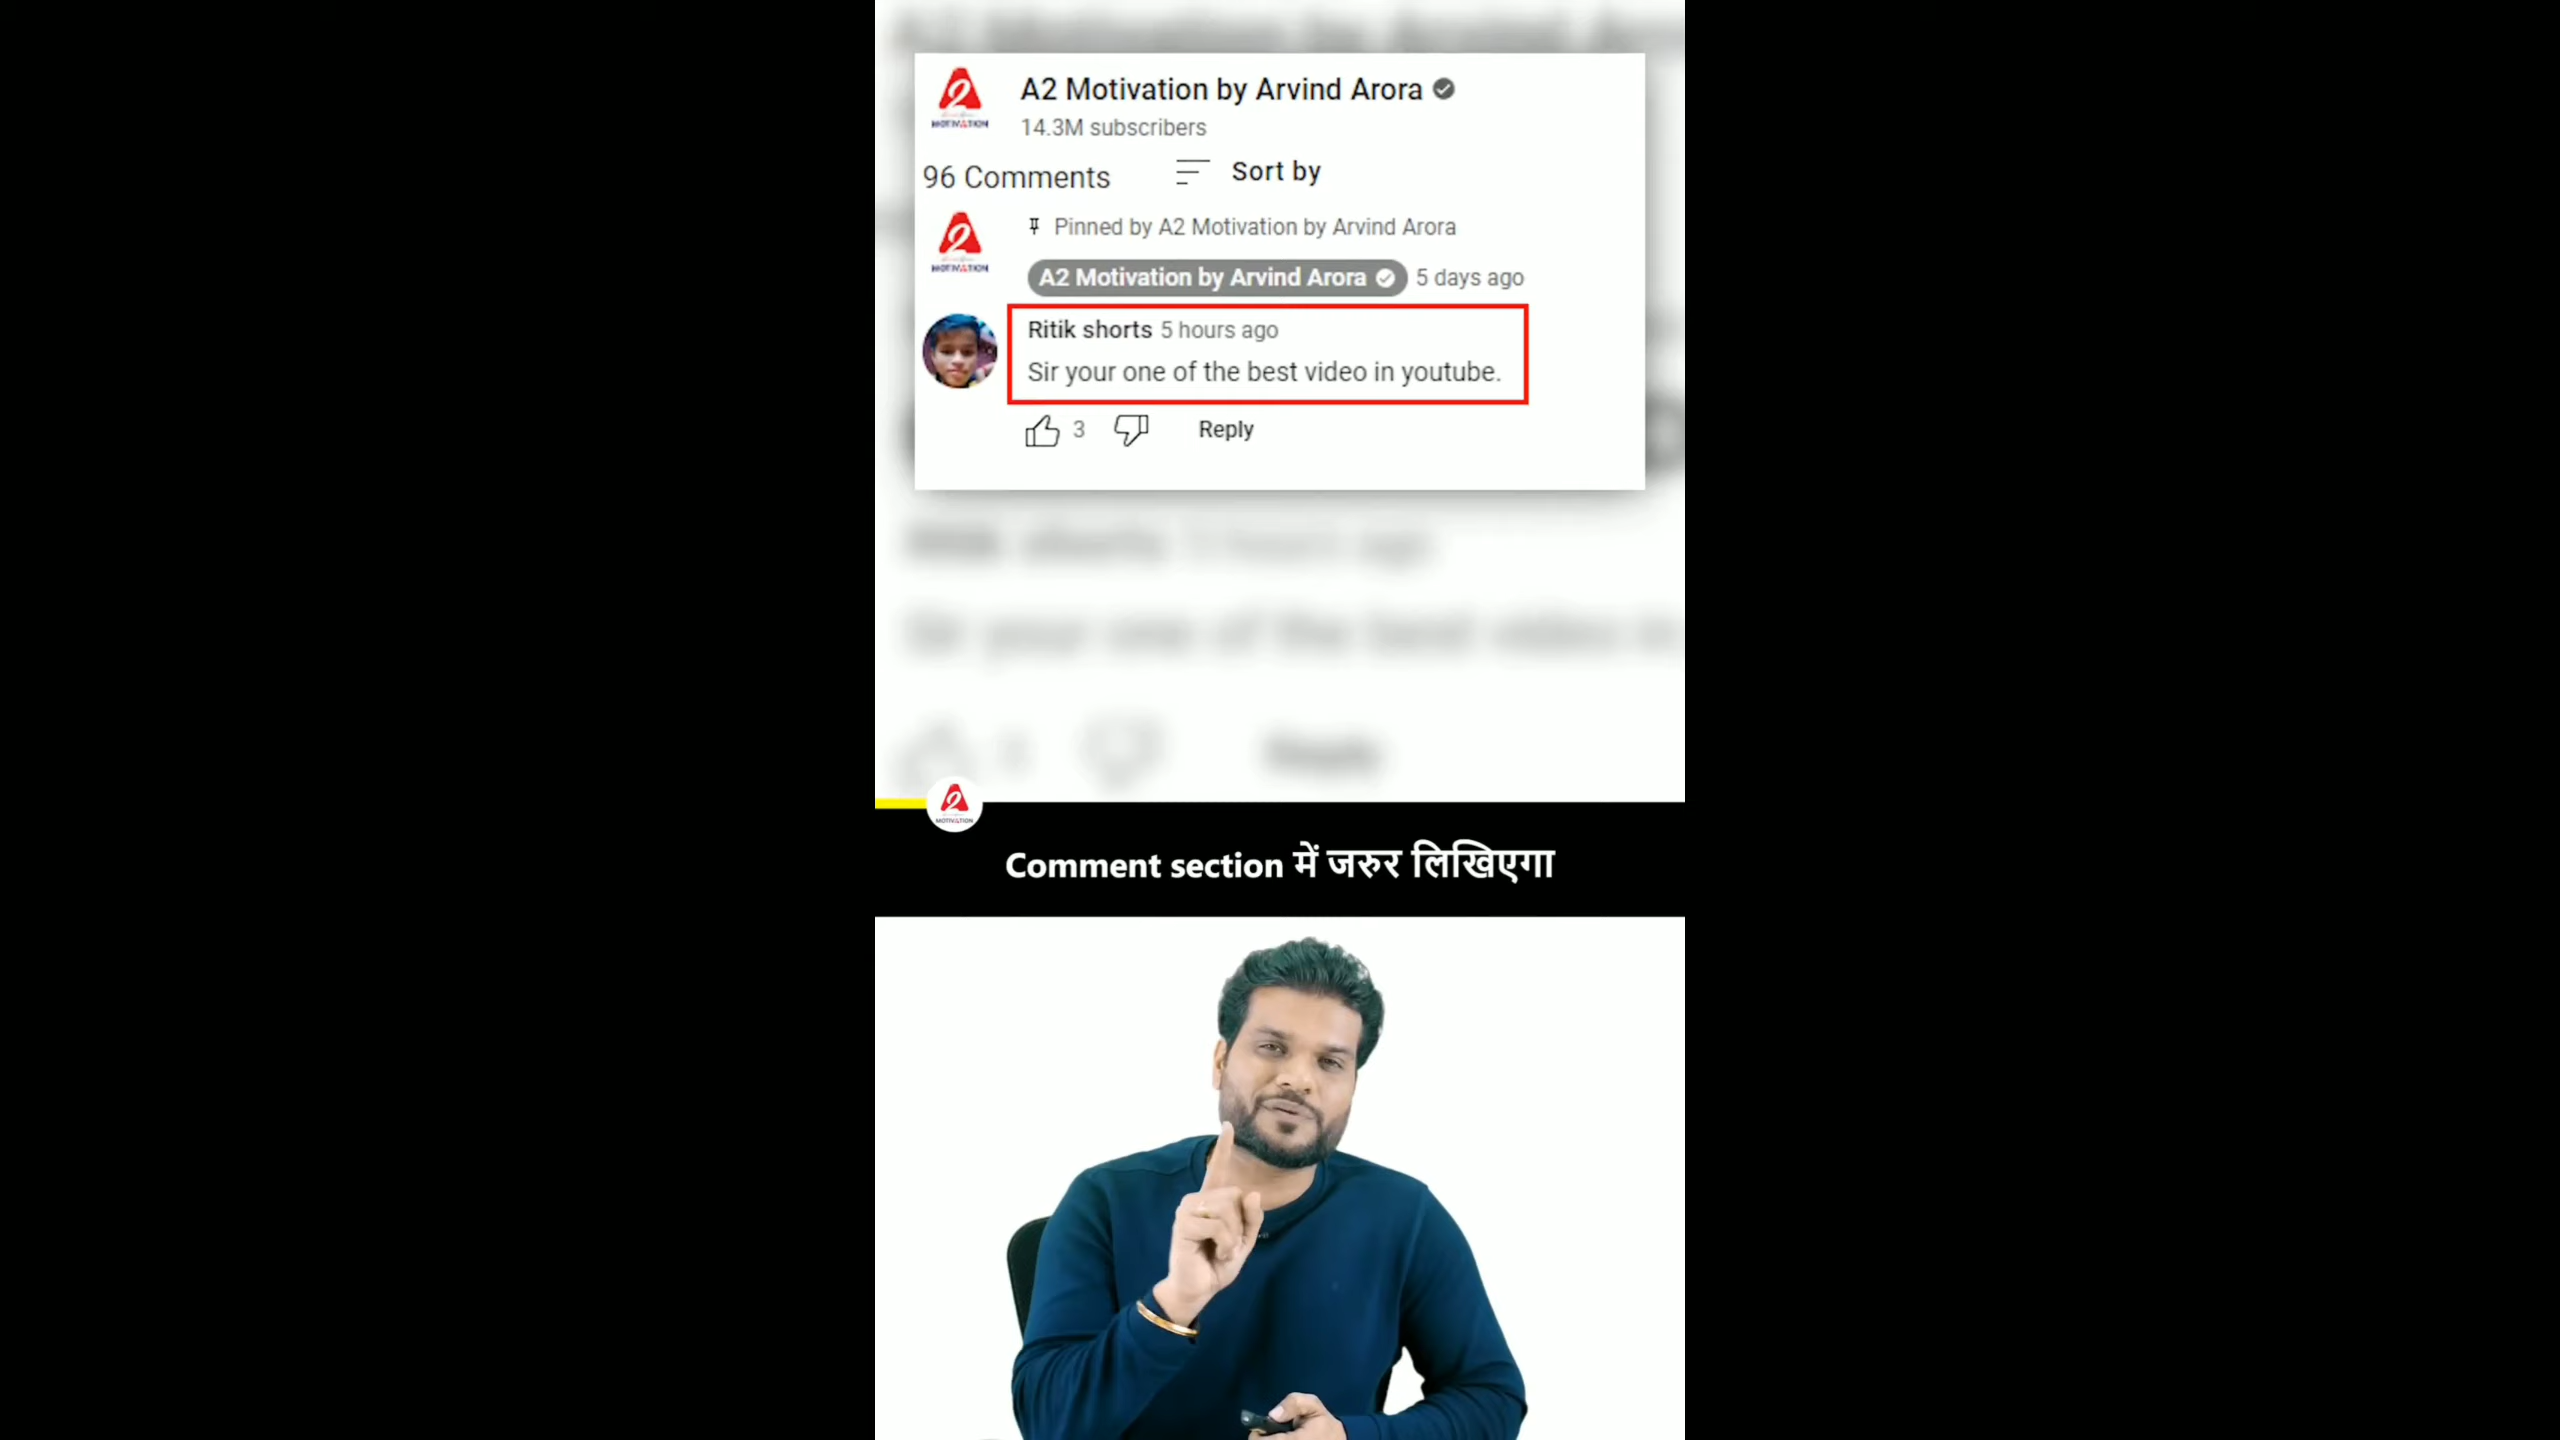 A2 Motivation by Arvind Arora
14.3M subscribers
96 Comments
Sort by
Pinned by A2 Motivation by Arvind Arora
A2 Motivation by Arvind Arora 5 days ago
Ritik shorts 5 hours ago
Sir your one of the best video in youtube.
3
Reply
Comment section में जरुर लिखिएगा